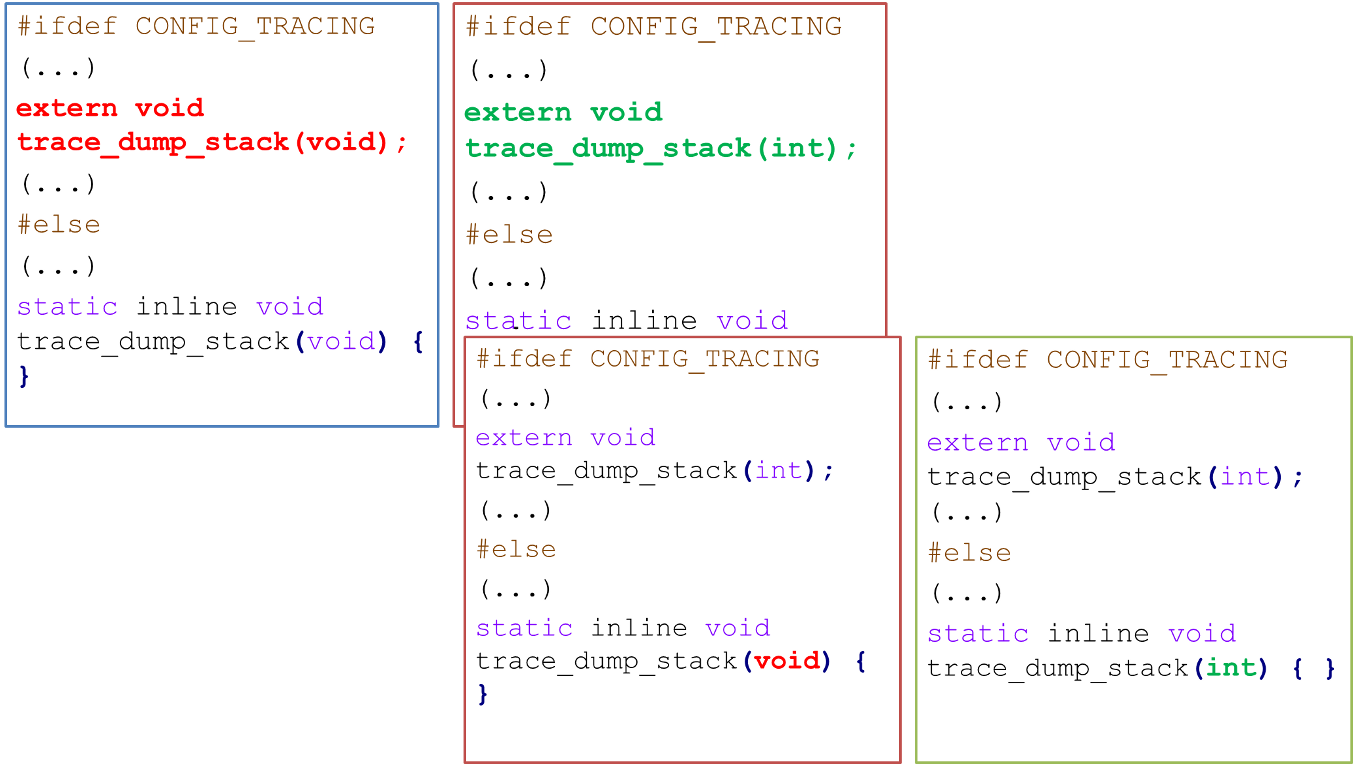 #ifdef CONFIG_TRACING
(...)
extern void
trace_dump_stack(void);
(...)
#else
(...)
static inline void
trace_dump_stack(void) {
}
#ifdef CONFIG_TRACING
(...)
extern void
trace_dump_stack(int);
(...)
#else
(...)
static inline void
#ifdef CONFIG_TRACING
(...)
extern void
trace_dump_stack(int);
(...)
#else
(...)
static inline void
trace_dump_stack(void) {
}
#ifdef CONFIG_TRACING
(...)
extern void
trace_dump_stack(int);
(...)
#else
(...)
static inline void
trace_dump_stack(int) { }